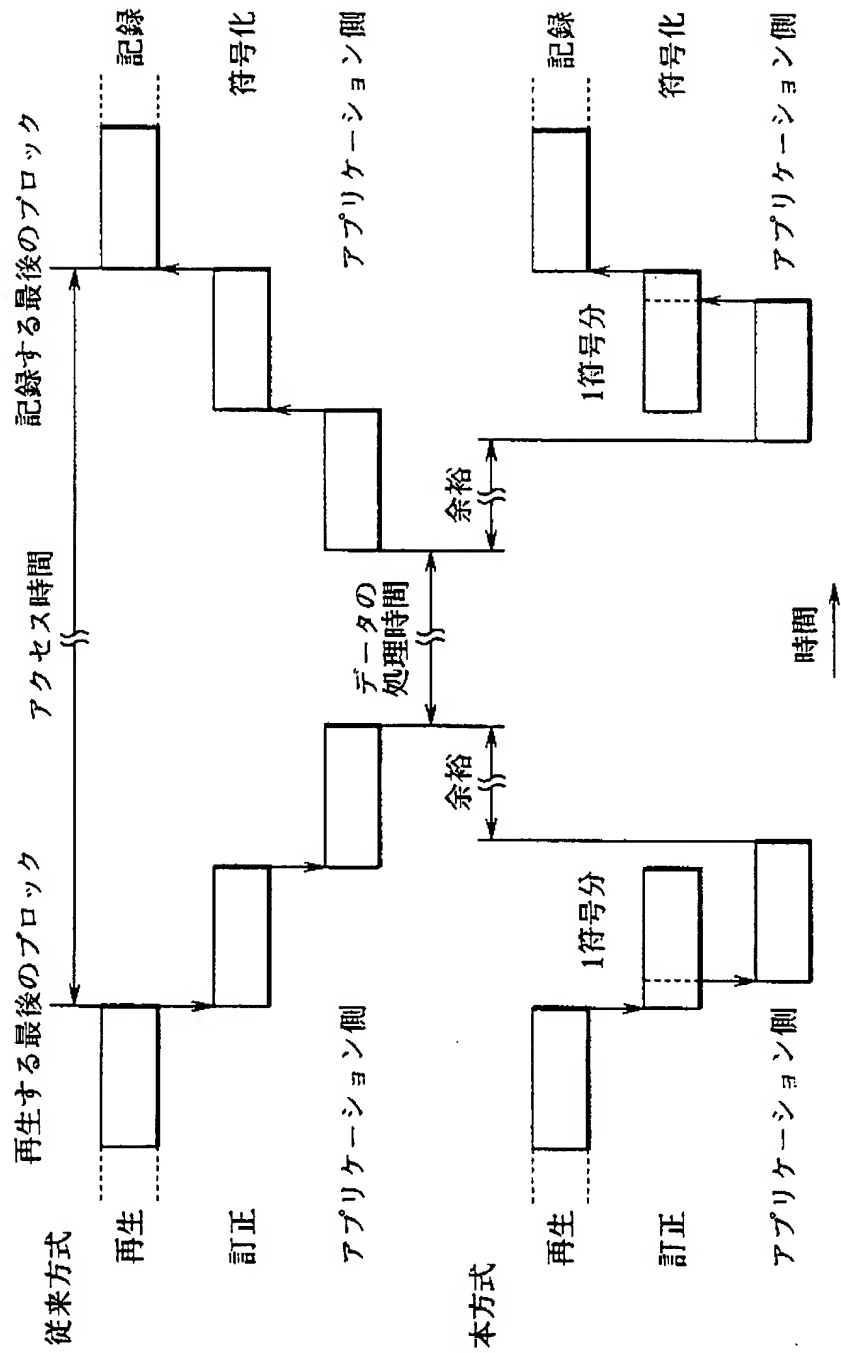 従来方式
再生する最後のブロック
アクセス時間
記録する最後のブロック
再生
記録
訂正
符号化
アプリケーション側
データの
処理時間
アプリケーション側
本方式
余裕
余裕
再生
記録
訂正
1符号分
1符号分
符号化
アプリケーション側
アプリケーション側
時間